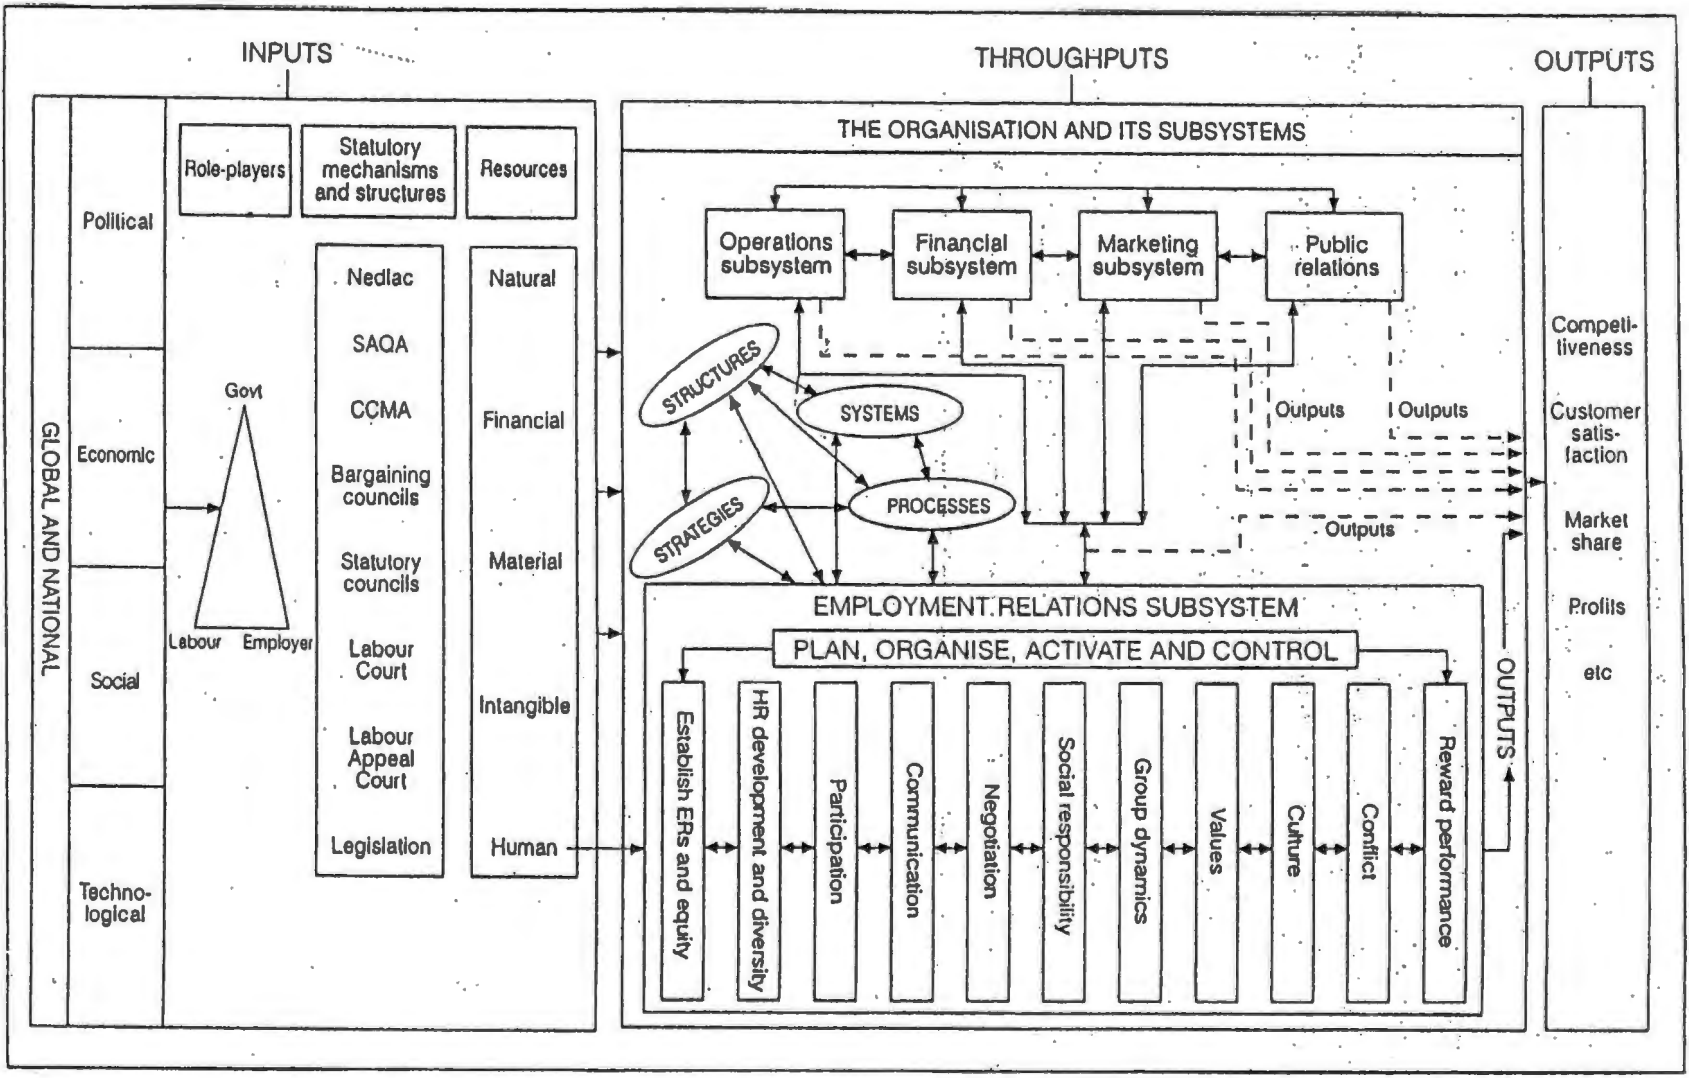 INPUTS
THROUGHPUTS
OUTPUTS
GLOBAL AND NATIONAL
Political
Economic
Social
Techno-
logical
Role-players
Statutory
mechanisms
and structures
Resources
Govt
Labour
Employer
Nedlac
SAQA
CCMA
Bargaining
councils
Statutory
councils
Labour
Court
Labour
Appeal
Court
Legislation
Natural
Financial
Material
Intangible
Human
THE ORGANISATION AND ITS SUBSYSTEMS
Operations
subsystem
Financial
subsystem
Marketing
subsystem
Public
relations
STRUCTURES
SYSTEMS
PROCESSES
STRATEGIES
Outputs
Outputs
Outputs
EMPLOYMENT RELATIONS SUBSYSTEM
PLAN, ORGANISE, ACTIVATE AND CONTROL
Establish ERs and equity
HR development and diversity
Participation
Communication
Negotiation
Social responsibility
Group dynamics
Values
Culture
Conflict
Reward performance
OUTPUTS
Competi-
tiveness
Customer
satis-
faction
Market
share
Profits
etc